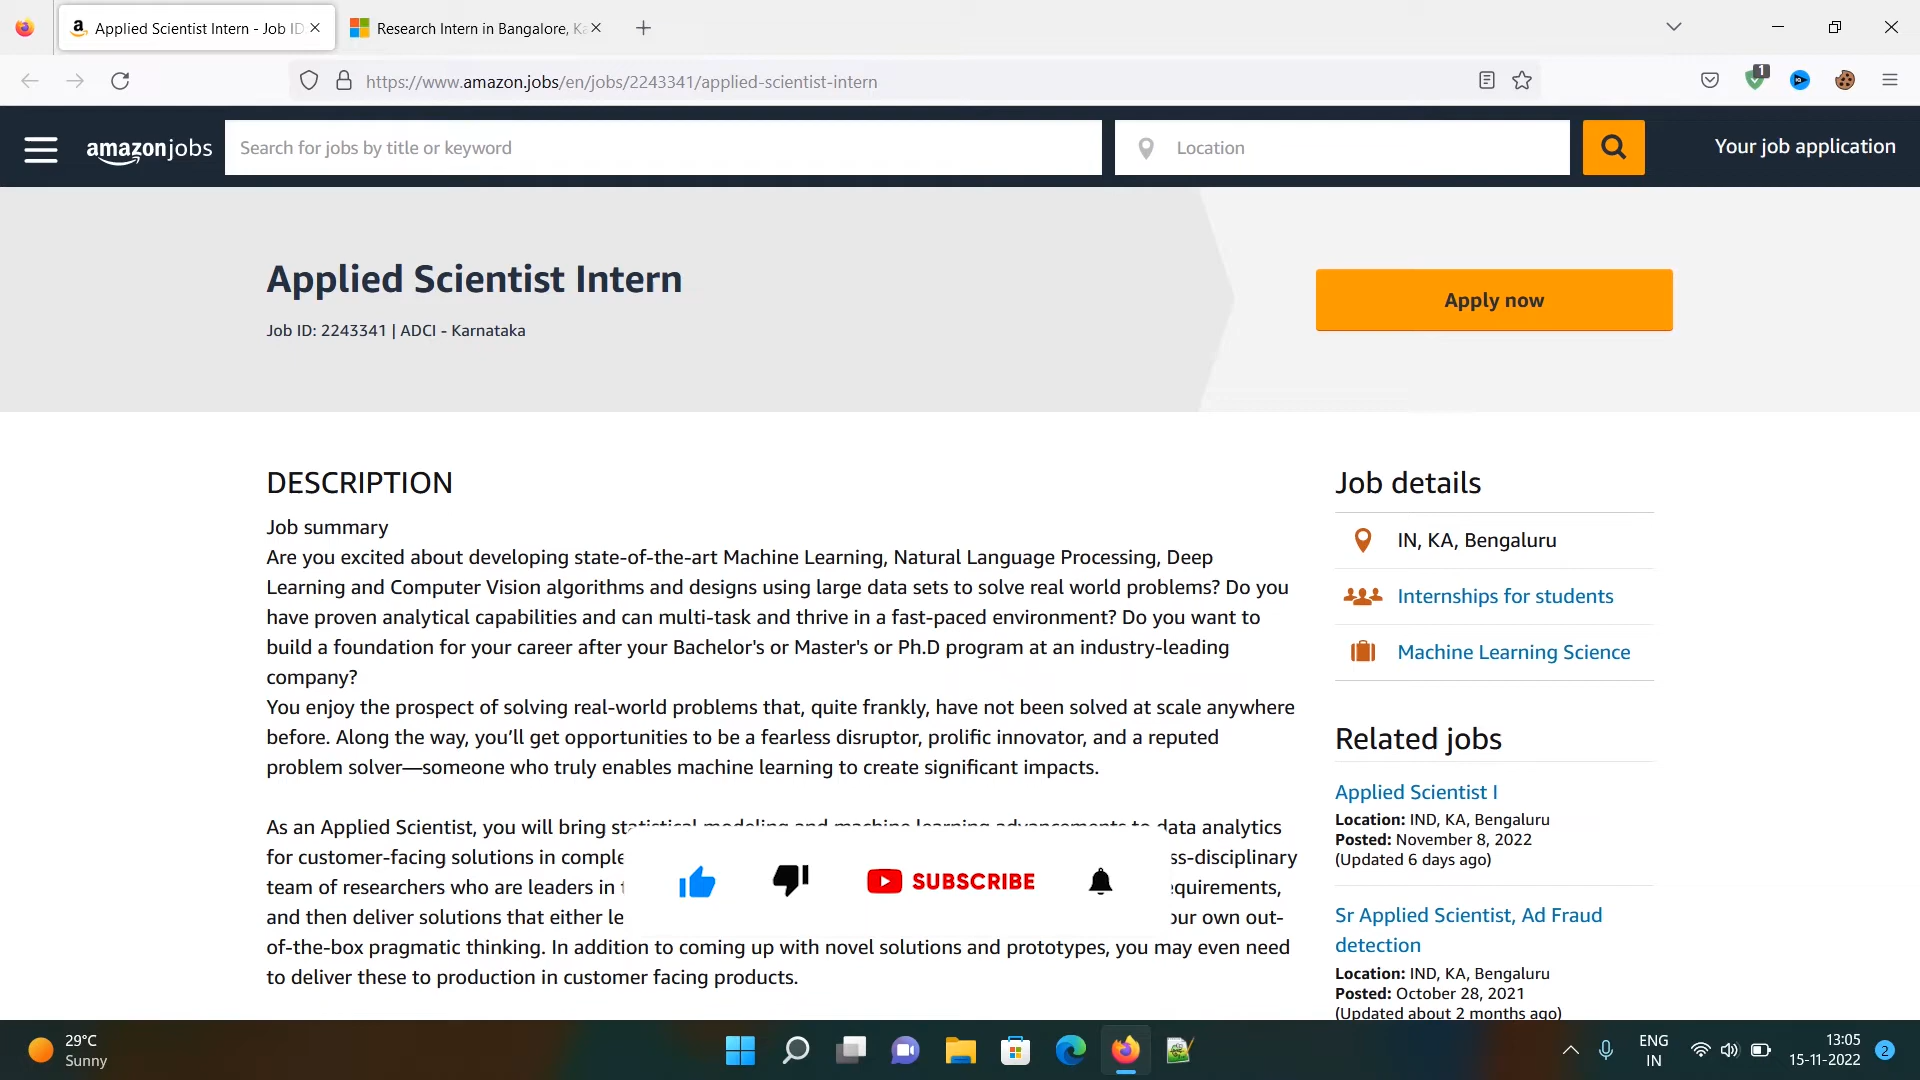 Applied Scientist Intern - Job ID
Research Intern in Bangalore,
https://www.amazon.jobs/en/jobs/2243341/applied-scientist-intern
1
amazon jobs
Search for jobs by title or keyword
Location
Your job application
Applied Scientist Intern
Job ID: 2243341 | ADCI - Karnataka
Apply now
DESCRIPTION
Job summary
Are you excited about developing state-of-the-art Machine Learning, Natural Language Processing, Deep
Learning and Computer Vision algorithms and designs using large data sets to solve real world problems? Do you
have proven analytical capabilities and can multi-task and thrive in a fast-paced environment? Do you want to
build a foundation for your career after your Bachelor's or Master's or Ph.D program at an industry-leading
company?
You enjoy the prospect of solving real-world problems that, quite frankly, have not been solved at scale anywhere
before. Along the way, you’ll get opportunities to be a fearless disruptor, prolific innovator, and a reputed
problem solver—someone who truly enables machine learning to create significant impacts.
As an Applied Scientist, you will bring statistical modeling and machine learning advancements to data analytics
for customer-facing solutions in comple ss-disciplinary
team of researchers who are leaders in equirements,
and then deliver solutions that either le our own out-
of-the-box pragmatic thinking. In addition to coming up with novel solutions and prototypes, you may even need
to deliver these to production in customer facing products.
SUBSCRIBE
Job details
IN, KA, Bengaluru
Internships for students
Machine Learning Science
Related jobs
Applied Scientist I
Location: IND, KA, Bengaluru
Posted: November 8, 2022
(Updated 6 days ago)
Sr Applied Scientist, Ad Fraud
detection
Location: IND, KA, Bengaluru
Posted: October 28, 2021
(Updated about 2 months ago)
29°C
Sunny
ENG
IN
13:05
15-11-2022
2